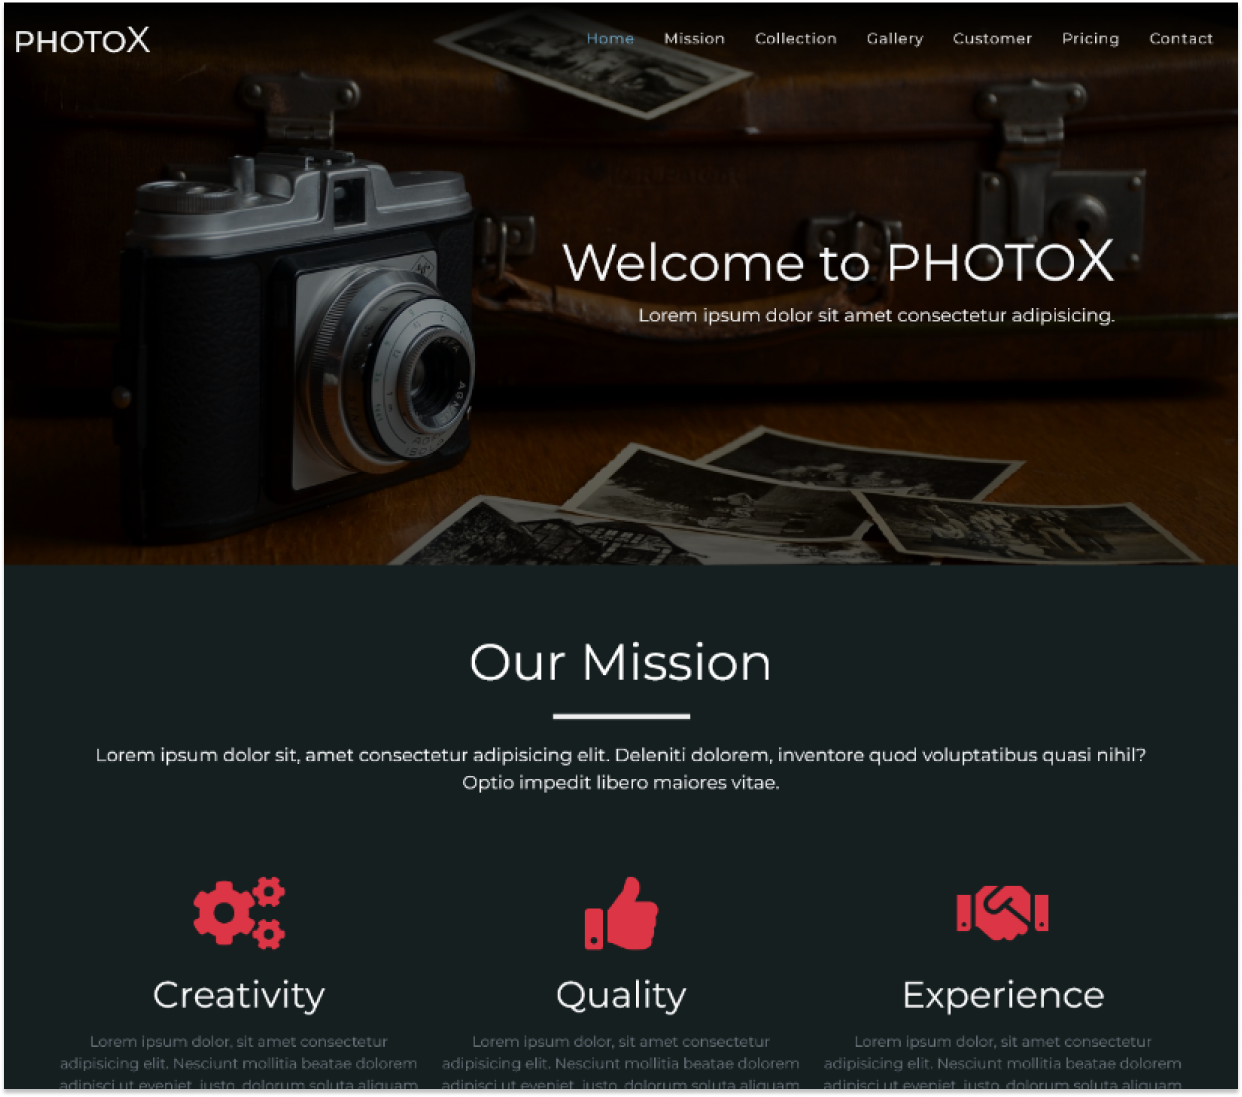 PHOTOX
Home Mission Collection Gallery Customer Pricing Contact
Welcome to PHOTOX
Lorem ipsum dolor sit amet consectetur adipisicing.
Our Mission
Lorem ipsum dolor sit, amet consectetur adipisicing elit. Deleniti dolorem, inventore quod voluptatibus quasi nihil?
Optio impedit libero maiores vitae.
Creativity
Lorem ipsum dolor, sit amet consectetur
adipisicing elit. Nesciunt mollitia beatae dolorem
adipisci ut eveniet, iusto, dolorum soluta aliquam
Quality
Lorem ipsum dolor, sit amet consectetur
adipisicing elit. Nesciunt mollitia beatae dolorem
adipisci ut eveniet, iusto, dolorum soluta aliquam
Experience
Lorem ipsum dolor, sit amet consectetur
adipisicing elit. Nesciunt mollitia beatae dolorem
adipisci ut eveniet, iusto, dolorum soluta aliquam